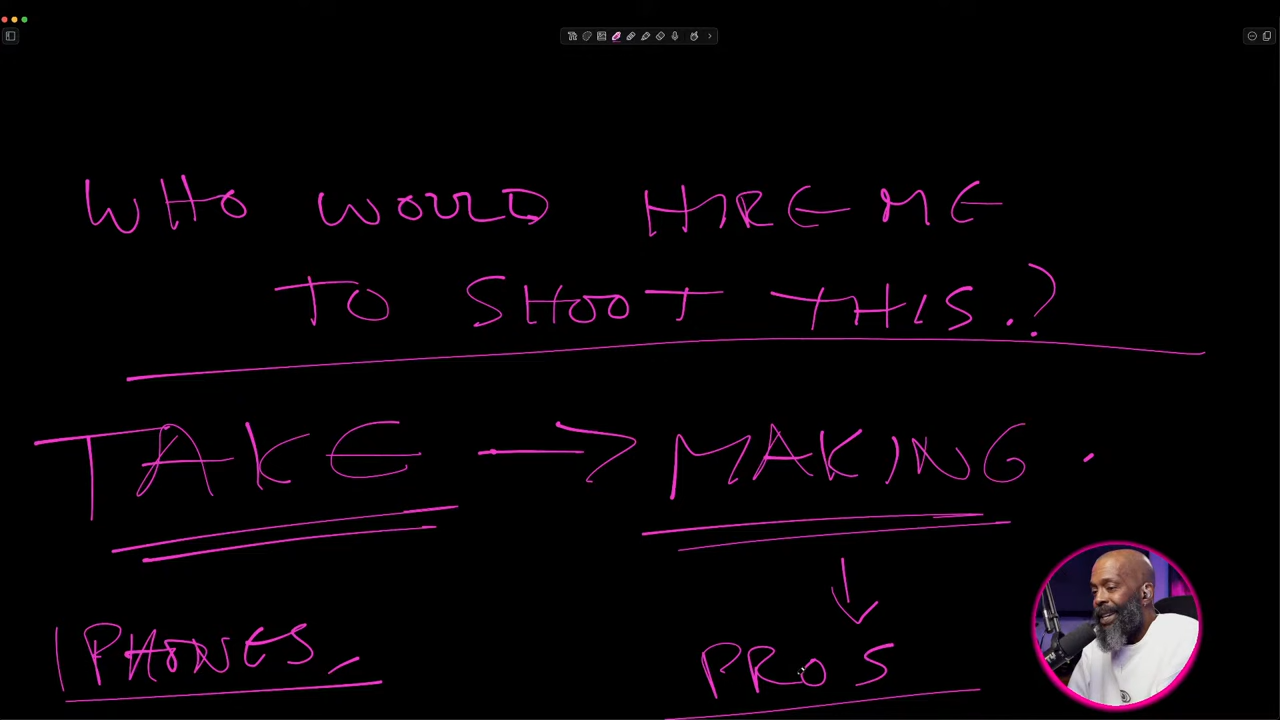 WHO WOULD HIRE ME
TO SHOOT THIS.?
TAKE → MAKING.
IPHONES PROS